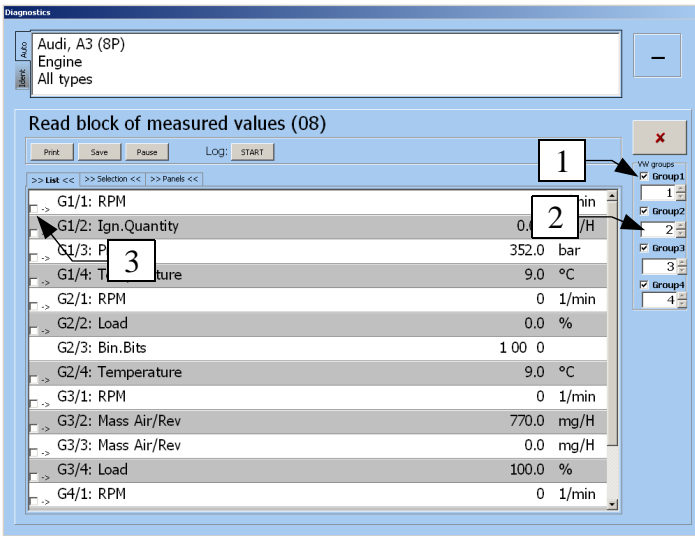 Diagnostics
Auto
Ident
Audi, A3 (8P)
Engine
All types
Read block of measured values (08)
Print Save Pause Log: START
>> List << >> Selection << >> Panels <<
VW groups
Group1
1
Group2
2
Group3
3
Group4
4
1
2
3
-> G1/1: RPM min
G1/2: Ign.Quantity 0. /H
-> G1/3: P 352.0 bar
-> G1/4: T ture 9.0 °C
-> G2/1: RPM 0 1/min
-> G2/2: Load 0.0 %
G2/3: Bin.Bits 1 00 0
-> G2/4: Temperature 9.0 °C
-> G3/1: RPM 0 1/min
-> G3/2: Mass Air/Rev 770.0 mg/H
-> G3/3: Mass Air/Rev 0.0 mg/H
-> G3/4: Load 100.0 %
-> G4/1: RPM 0 1/min